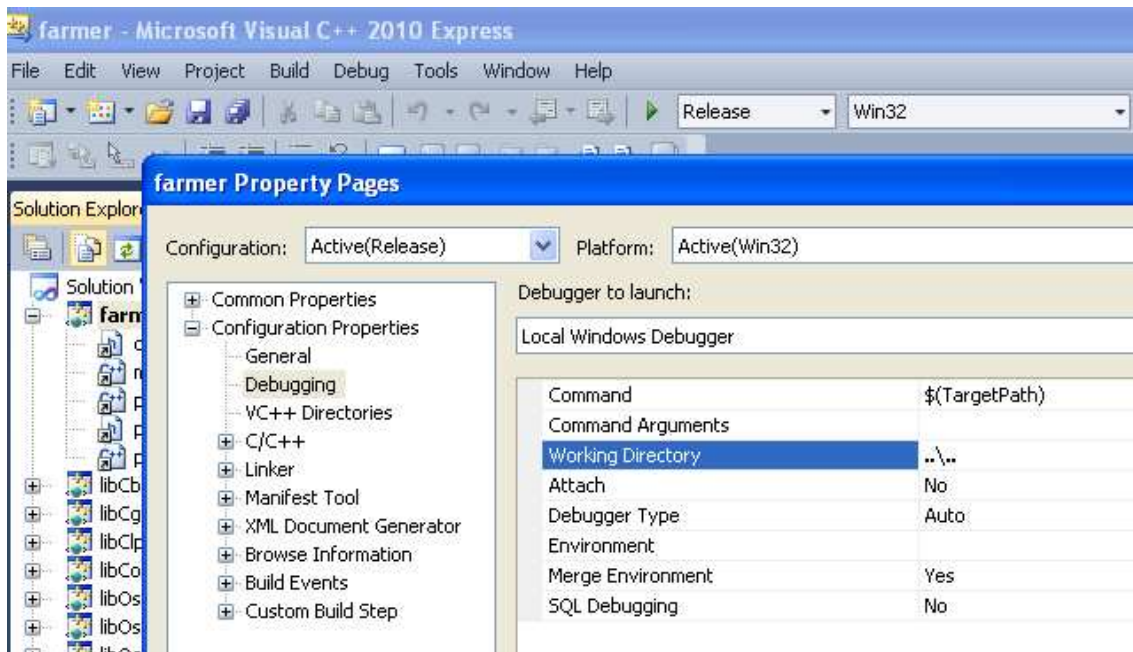 farmer - Microsoft Visual C++ 2010 Express
File Edit View Project Build Debug Tools Window Help
Release Win32
farmer Property Pages
Solution Explor
Configuration: Active(Release) Platform: Active(Win32)
Solution
farm
libCb
libCg
libClp
libCo
libOs
libOs
Common Properties
Configuration Properties
General
Debugging
VC++ Directories
C/C++
Linker
Manifest Tool
XML Document Generator
Browse Information
Build Events
Custom Build Step
Debugger to launch:
Local Windows Debugger
Command $(TargetPath)
Command Arguments
Working Directory ..\..
Attach No
Debugger Type Auto
Environment
Merge Environment Yes
SQL Debugging No